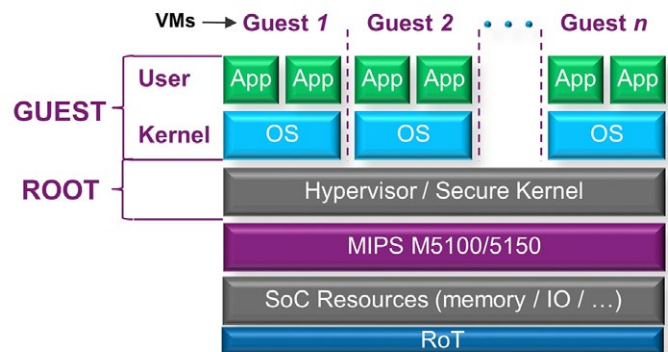 VMs → Guest 1 Guest 2 • • • Guest n
User App App App App App App
GUEST
Kernel OS OS OS
ROOT Hypervisor / Secure Kernel
MIPS M5100/5150
SoC Resources (memory / IO / ...)
RoT